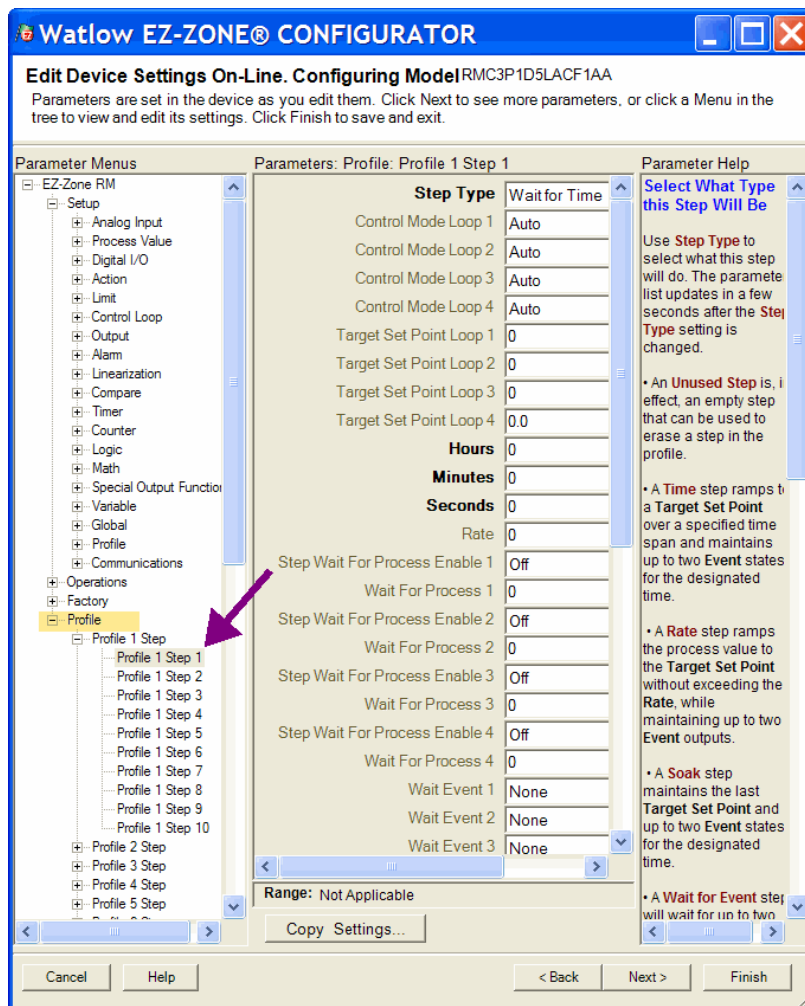 Watlow EZ-ZONE® CONFIGURATOR
Edit Device Settings On-Line. Configuring Model RMC3P1D5LACF1AA
Parameters are set in the device as you edit them. Click Next to see more parameters, or click a Menu in the
tree to view and edit its settings. Click Finish to save and exit.
Parameter Menus
EZ-Zone RM
Setup
Analog Input
Process Value
Digital I/O
Action
Limit
Control Loop
Output
Alarm
Linearization
Compare
Timer
Counter
Logic
Math
Special Output Function
Variable
Global
Profile
Communications
Operations
Factory
Profile
Profile 1 Step
Profile 1 Step 1
Profile 1 Step 2
Profile 1 Step 3
Profile 1 Step 4
Profile 1 Step 5
Profile 1 Step 6
Profile 1 Step 7
Profile 1 Step 8
Profile 1 Step 9
Profile 1 Step 10
Profile 2 Step
Profile 3 Step
Profile 4 Step
Profile 5 Step
Parameters: Profile: Profile 1 Step 1
Step Type Wait for Time
Control Mode Loop 1 Auto
Control Mode Loop 2 Auto
Control Mode Loop 3 Auto
Control Mode Loop 4 Auto
Target Set Point Loop 1 0
Target Set Point Loop 2 0
Target Set Point Loop 3 0
Target Set Point Loop 4 0.0
Hours 0
Minutes 0
Seconds 0
Rate 0
Step Wait For Process Enable 1 Off
Wait For Process 1 0
Step Wait For Process Enable 2 Off
Wait For Process 2 0
Step Wait For Process Enable 3 Off
Wait For Process 3 0
Step Wait For Process Enable 4 Off
Wait For Process 4 0
Wait Event 1 None
Wait Event 2 None
Wait Event 3 None
Range: Not Applicable
Copy Settings...
Parameter Help
Select What Type
this Step Will Be
Use Step Type to
select what this step
will do. The paramete
list updates in a few
seconds after the Step
Type setting is
changed.
• An Unused Step is, i
effect, an empty step
that can be used to
erase a step in the
profile.
• A Time step ramps t
a Target Set Point
over a specified time
span and maintains
up to two Event states
for the designated
time.
• A Rate step ramps
the process value to
the Target Set Point
without exceeding the
Rate, while
maintaining up to two
Event outputs.
• A Soak step
maintains the last
Target Set Point and
up to two Event states
for the designated
time.
• A Wait for Event step
will wait for up to two
Cancel
Help
< Back
Next >
Finish